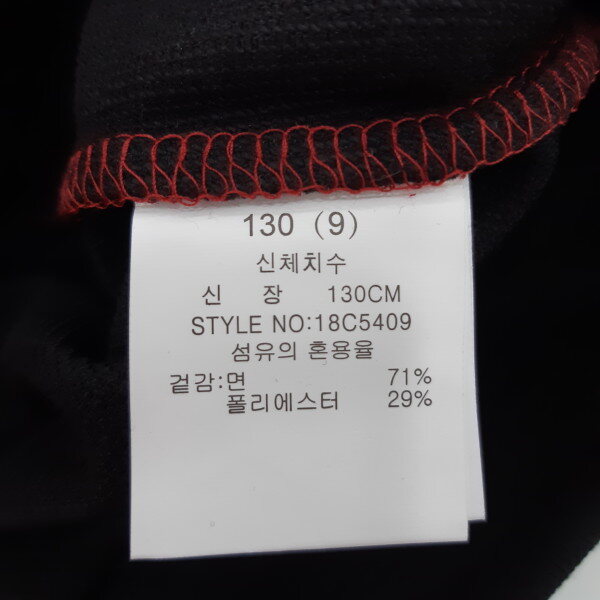 130 (9)
신체치수
신 장 130CM
STYLE NO:18C5409
섬유의 혼용율
겉감:면 71%
폴리에스터 29%